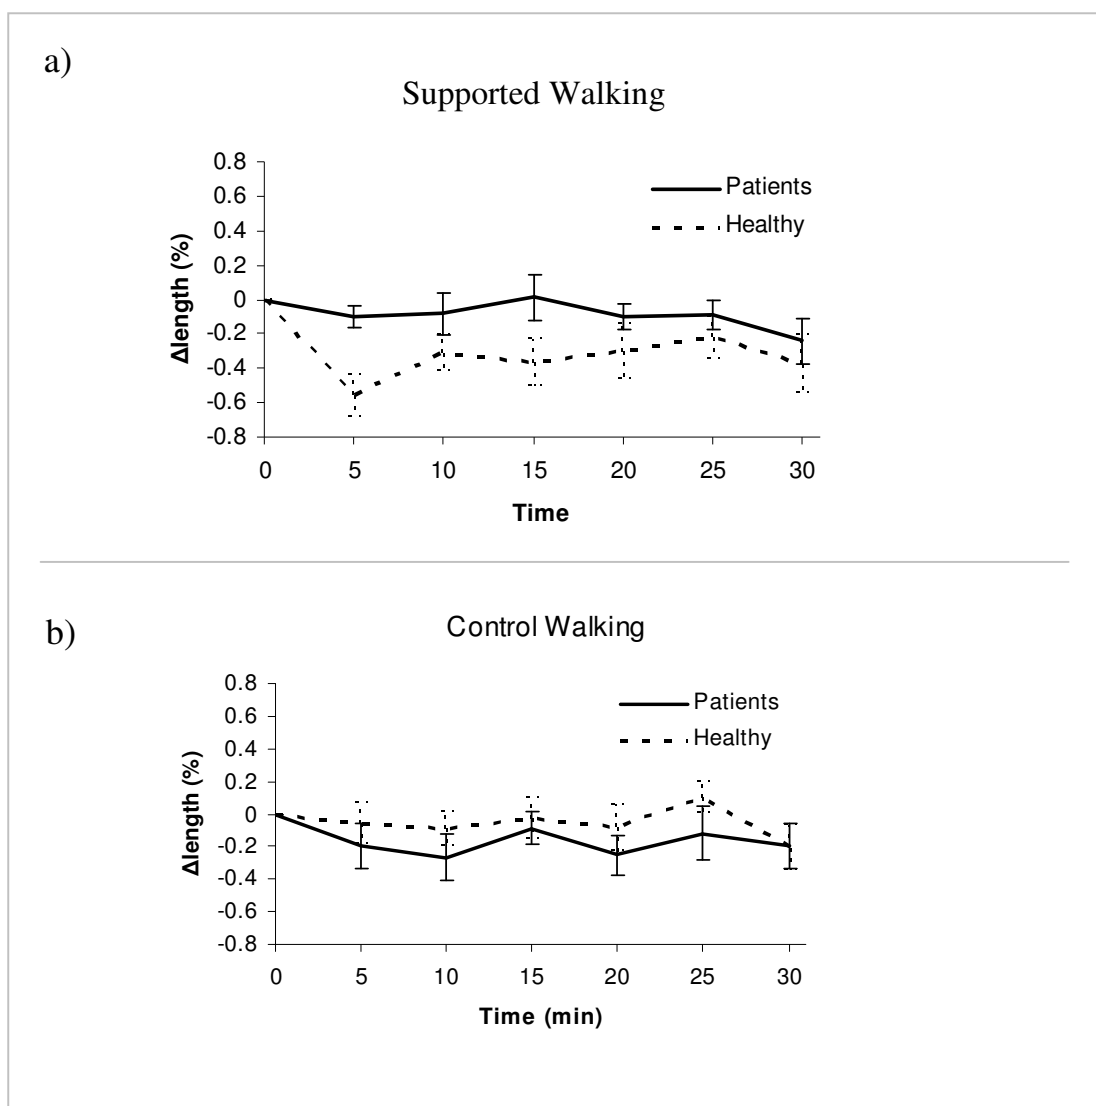 a)
Supported Walking
0.8
0.6
0.4
0.2
0
-0.2
-0.4
-0.6
-0.8
Δlength (%)
Patients
Healthy
0 5 10 15 20 25 30
Time
b)
Control Walking
0.8
0.6
0.4
0.2
0
-0.2
-0.4
-0.6
-0.8
Δlength (%)
Patients
Healthy
0 5 10 15 20 25 30
Time (min)